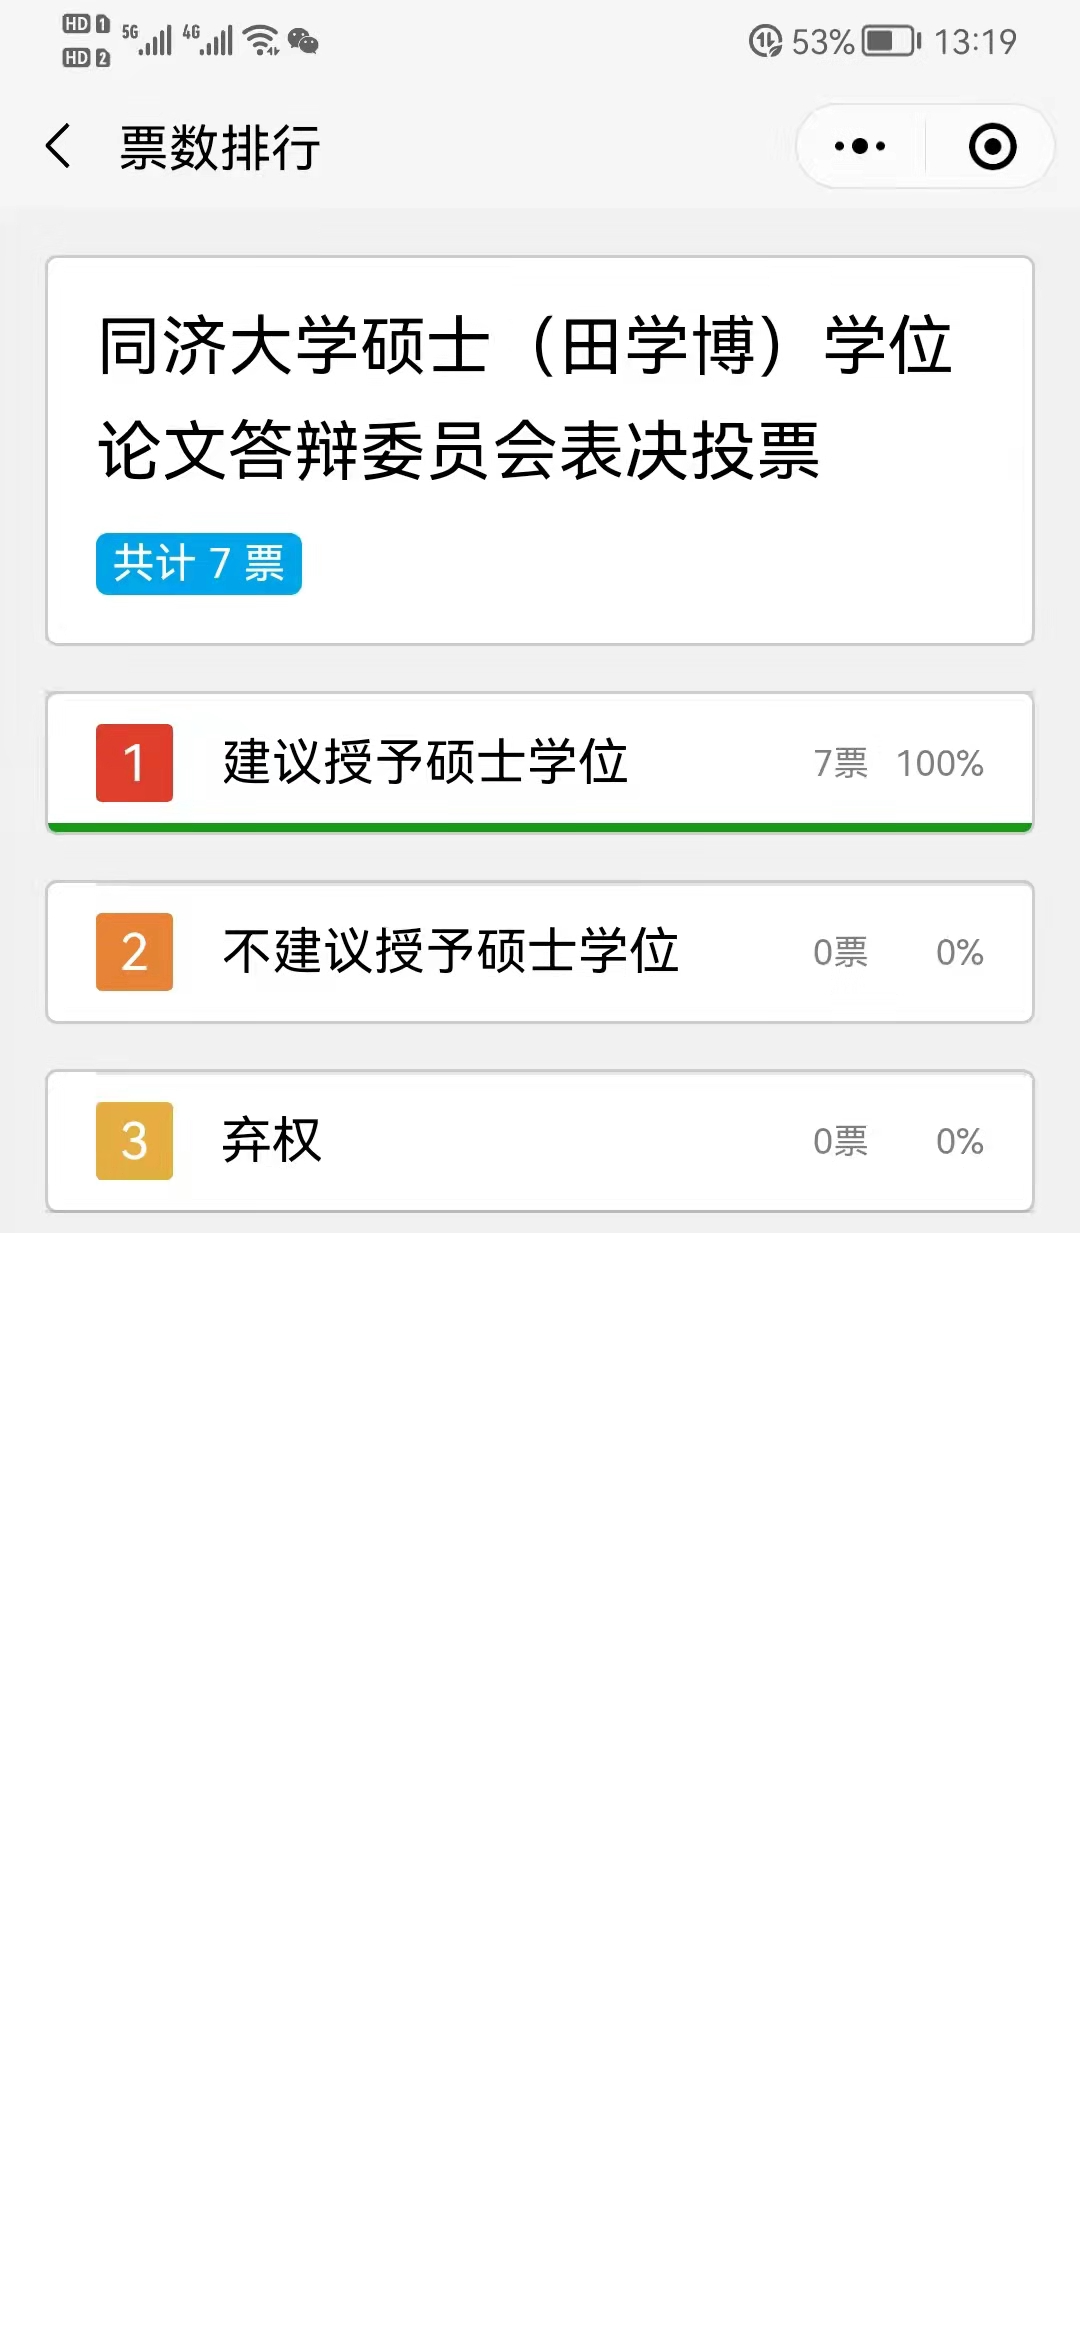 HD 1 5G 4G 53% 13:19
HD 2
票数排行
同济大学硕士（田学博）学位
论文答辩委员会表决投票
共计 7 票
1 建议授予硕士学位 7票 100%
2 不建议授予硕士学位 0票 0%
3 弃权 0票 0%